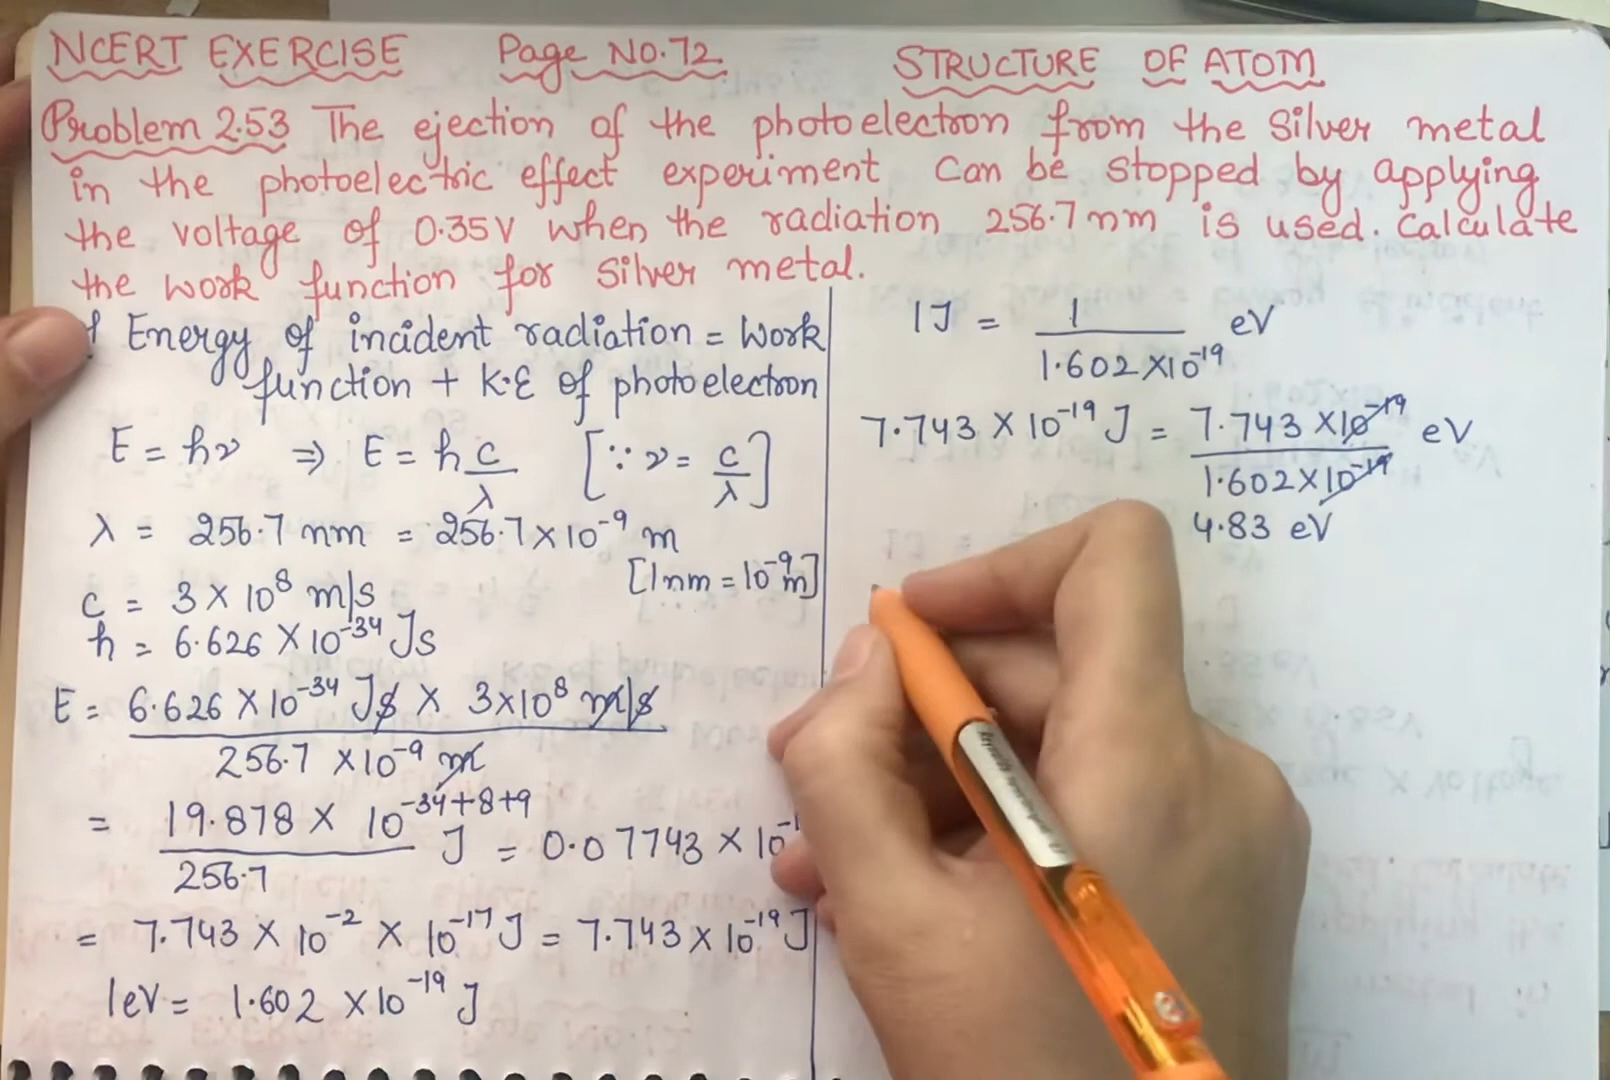 NCERT EXERCISE Page NO.72 STRUCTURE OF ATOM
Problem 2.53 The ejection of the photoelectron from the silver metal
in the photoelectric effect experiment can be stopped by applying
the voltage of 0.35V when the radiation 256.7 nm is used. Calculate
the work function for silver metal.
Energy of incident radiation = Work
function + K.E of photoelectron
E = hν ⇒ E = h c/λ [∵ ν = c/λ]
λ = 256.7 nm = 256.7 × 10⁻⁹ m
[1nm = 10⁻⁹m]
c = 3 × 10⁸ m/s
h = 6.626 × 10⁻³⁴ Js
E = 6.626 × 10⁻³⁴ Js × 3×10⁸ m/s
256.7 × 10⁻⁹ m
= 19.878 × 10⁻³⁴⁺⁸⁺⁹ J = 0.07743 × 10
256.7
= 7.743 × 10⁻² × 10⁻¹⁷ J = 7.743 × 10⁻¹⁹ J
1eV = 1.602 × 10⁻¹⁹ J
1J = 1 eV
1.602 ×10⁻¹⁹
7.743 × 10⁻¹⁹ J = 7.743 ×10⁻¹⁹ eV
1.602×10⁻¹⁹
4.83 eV